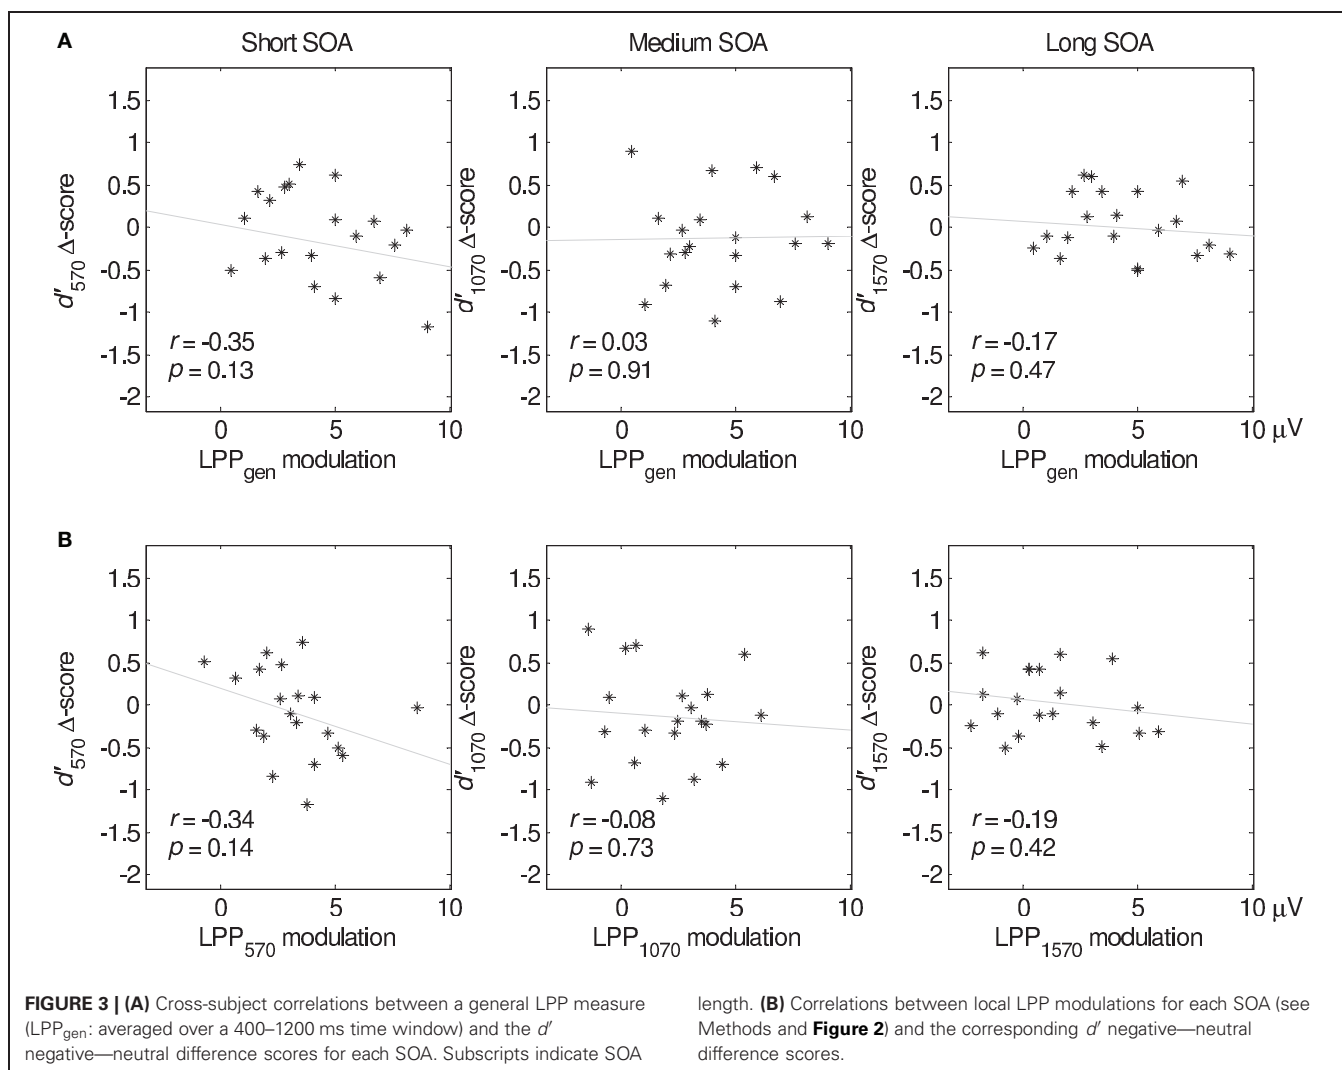 A
Short SOA
Medium SOA
Long SOA
1.5
1
0.5
0
-0.5
-1
-1.5
-2
d'570 Δ-score
r = -0.35
p = 0.13
0 5 10
LPPgen modulation
1.5
1
0.5
0
-0.5
-1
-1.5
-2
d'1070 Δ-score
r = 0.03
p = 0.91
0 5 10
LPPgen modulation
1.5
1
0.5
0
-0.5
-1
-1.5
-2
d'1570 Δ-score
r = -0.17
p = 0.47
0 5 10 μV
LPPgen modulation
B
1.5
1
0.5
0
-0.5
-1
-1.5
-2
d'570 Δ-score
r = -0.34
p = 0.14
0 5 10
LPP570 modulation
1.5
1
0.5
0
-0.5
-1
-1.5
-2
d'1070 Δ-score
r = -0.08
p = 0.73
0 5 10
LPP1070 modulation
1.5
1
0.5
0
-0.5
-1
-1.5
-2
d'1570 Δ-score
r = -0.19
p = 0.42
0 5 10 μV
LPP1570 modulation
FIGURE 3 | (A) Cross-subject correlations between a general LPP measure
(LPPgen: averaged over a 400–1200 ms time window) and the d'
negative—neutral difference scores for each SOA. Subscripts indicate SOA
length. (B) Correlations between local LPP modulations for each SOA (see
Methods and Figure 2) and the corresponding d' negative—neutral
difference scores.